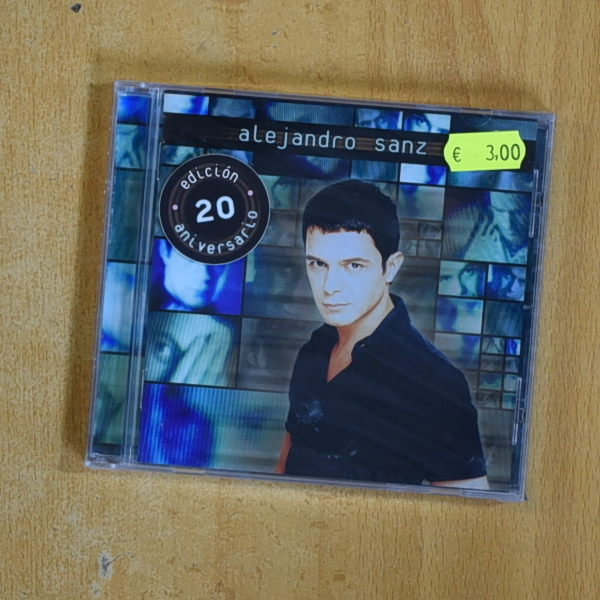 alejandro sanz
€ 3,00
edición
20
aniversario